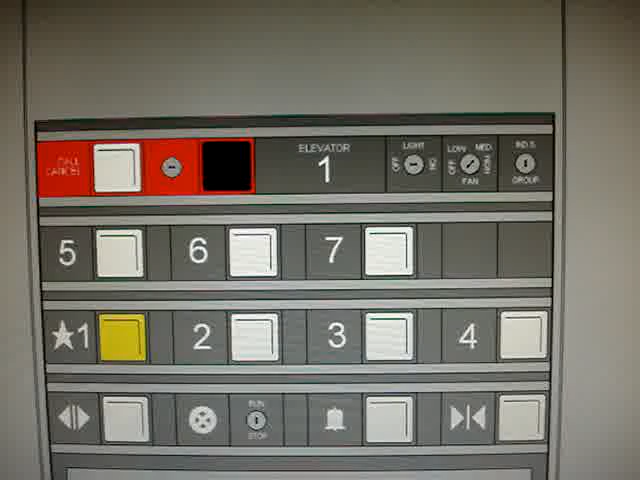 CALL CANCEL
ELEVATOR
1
LIGHT
OFF ON
LOW MED.
OFF HIGH
FAN
IND.S.
GROUP
5 6 7
★1 2 3 4
RUN
STOP